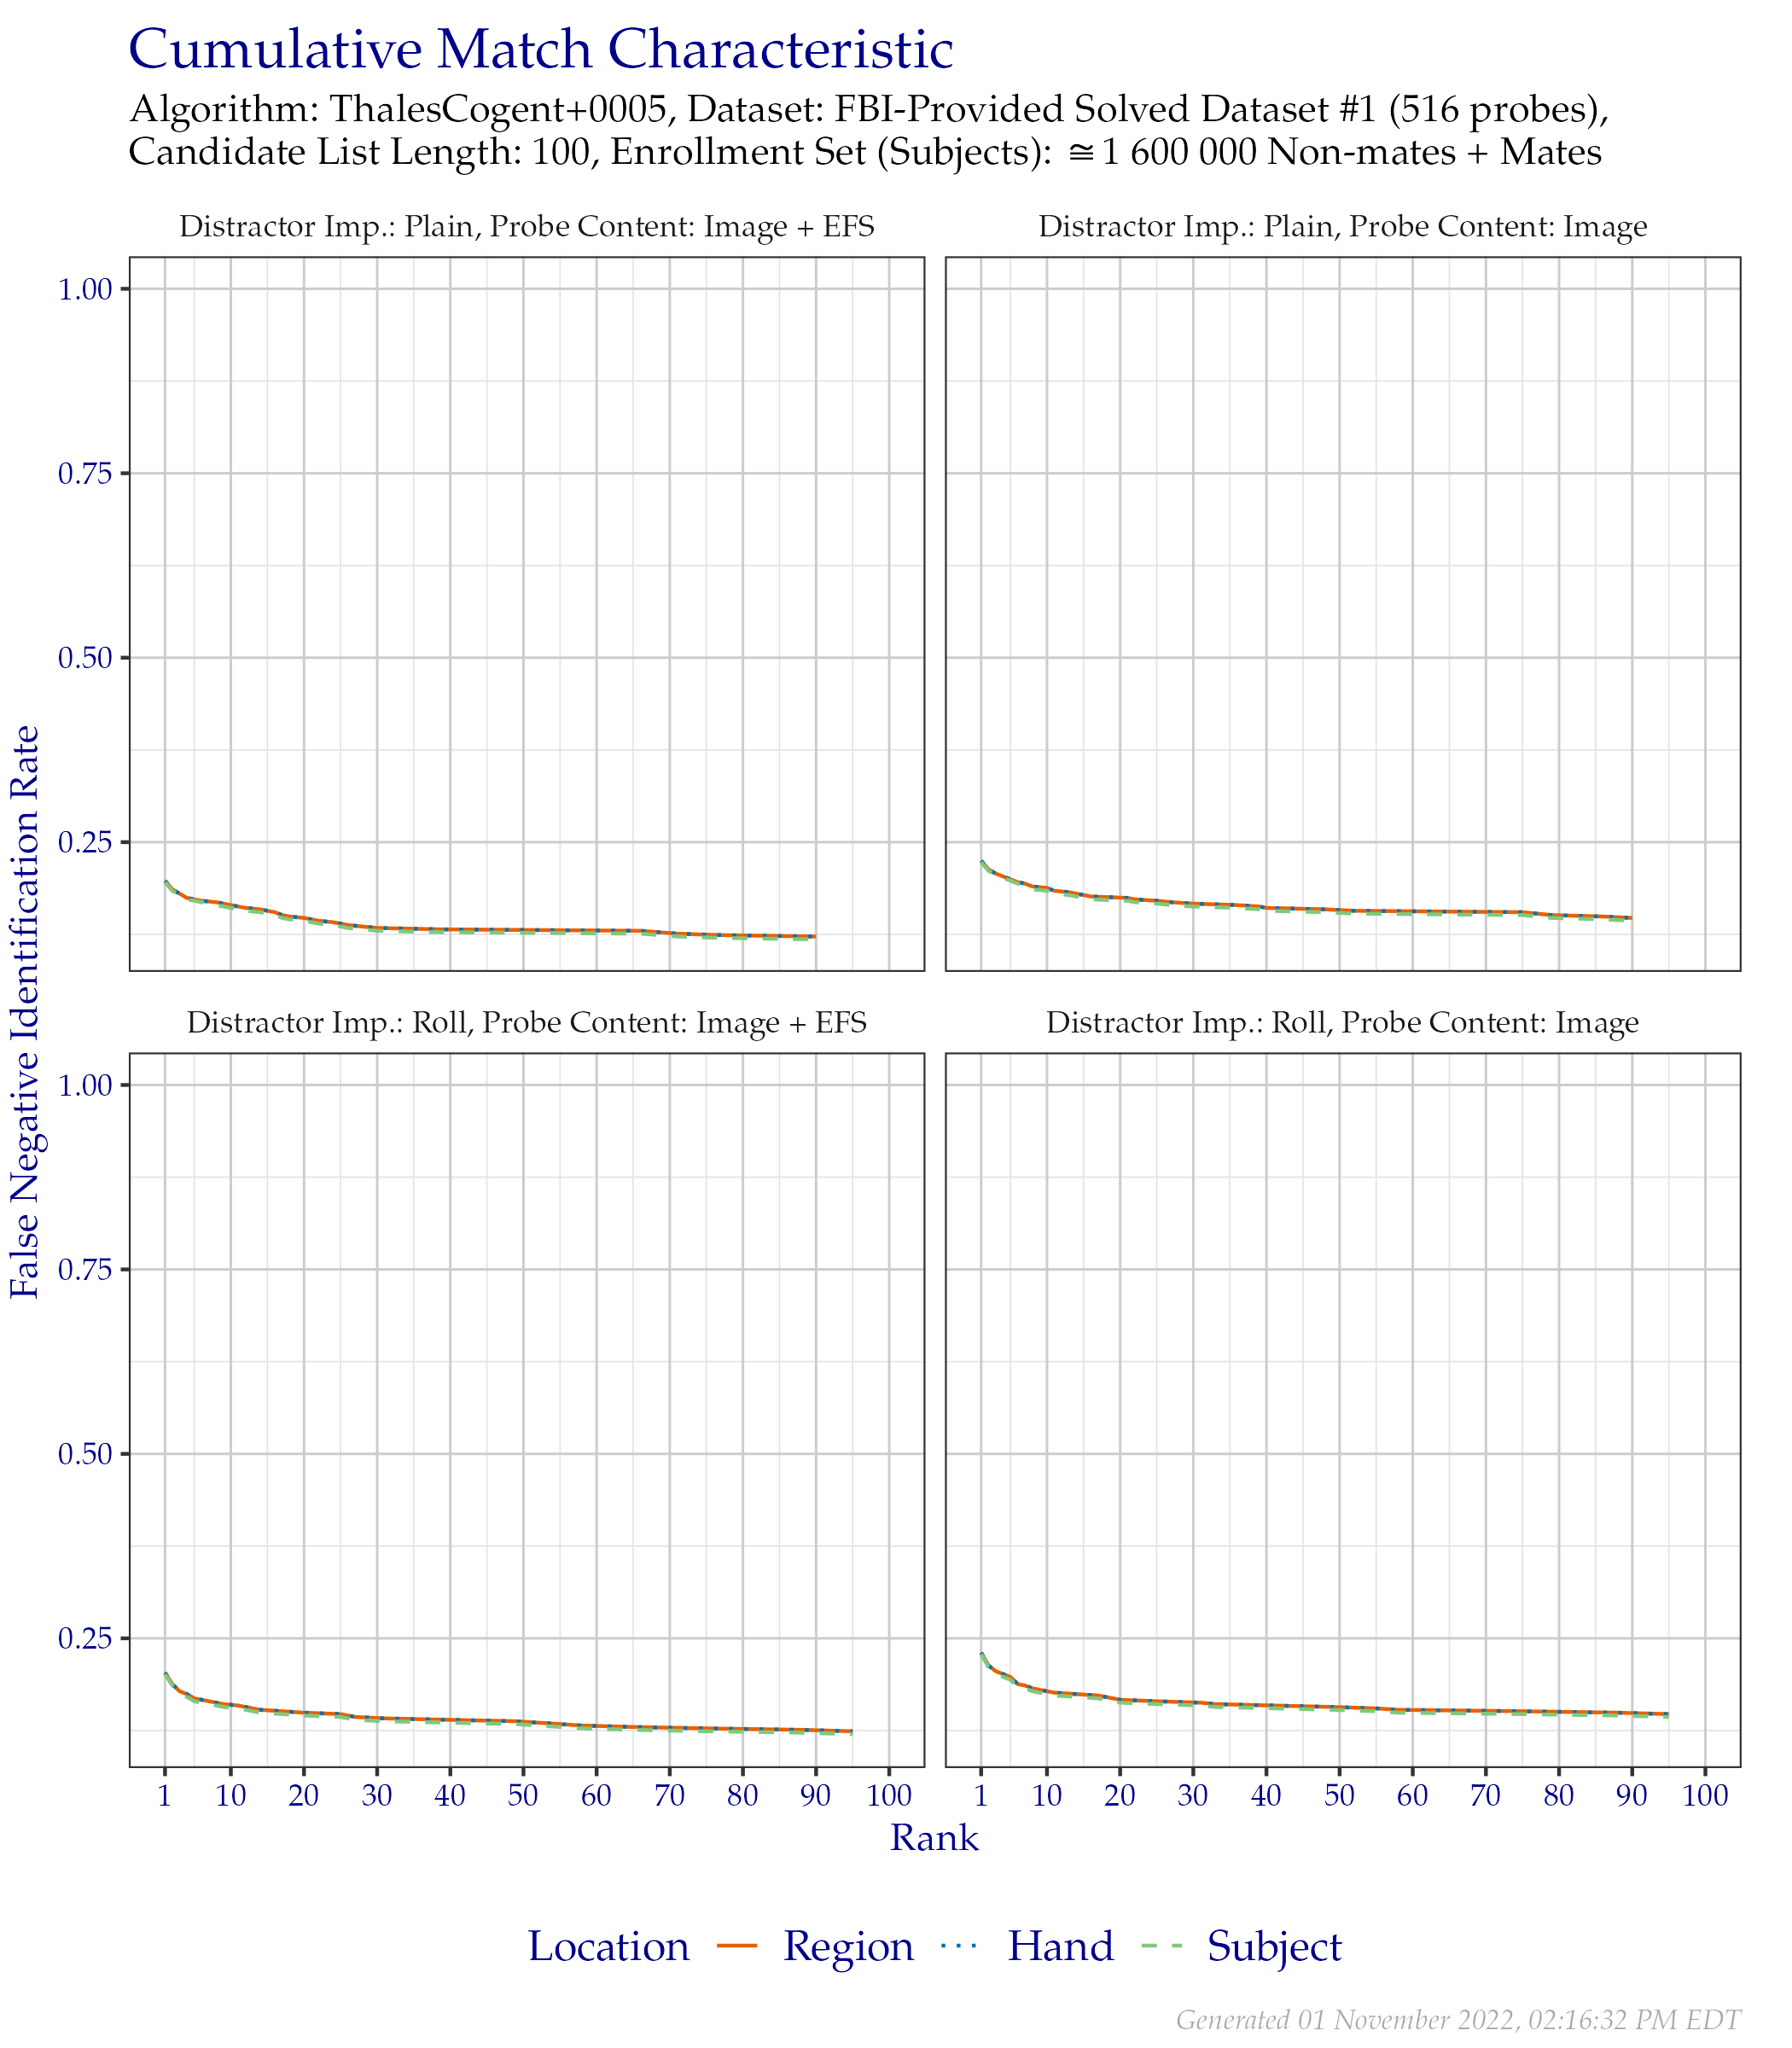 Cumulative Match Characteristic
Algorithm: ThalesCogent+0005, Dataset: FBI-Provided Solved Dataset #1 (516 probes),
Candidate List Length: 100, Enrollment Set (Subjects): ≅ 1 600 000 Non-mates + Mates
Distractor Imp.: Plain, Probe Content: Image + EFS
Distractor Imp.: Plain, Probe Content: Image
1.00
0.75
0.50
0.25
False Negative Identification Rate
Distractor Imp.: Roll, Probe Content: Image + EFS
Distractor Imp.: Roll, Probe Content: Image
1.00
0.75
0.50
0.25
1 10 20 30 40 50 60 70 80 90 100
1 10 20 30 40 50 60 70 80 90 100
Rank
Location Region Hand Subject
Generated 01 November 2022, 02:16:32 PM EDT